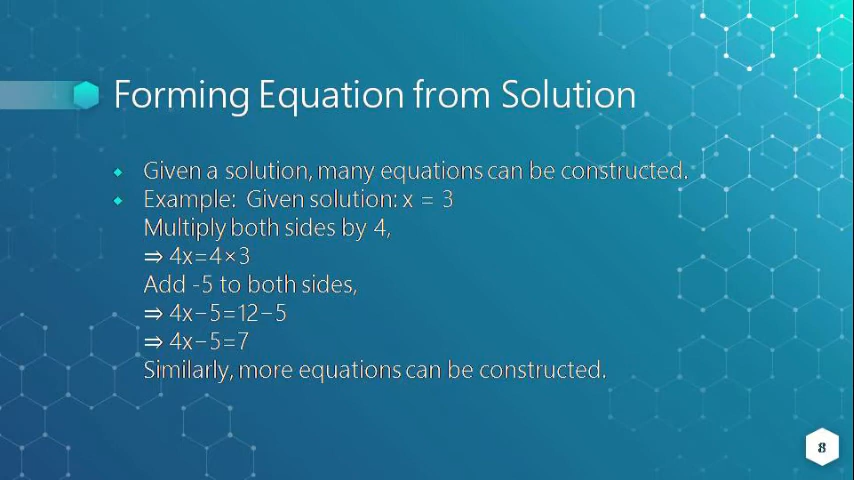 Forming Equation from Solution
Given a solution, many equations can be constructed.
Example: Given solution: x = 3
Multiply both sides by 4,
⇒ 4x=4×3
Add -5 to both sides,
⇒ 4x−5=12−5
⇒ 4x−5=7
Similarly, more equations can be constructed.
8